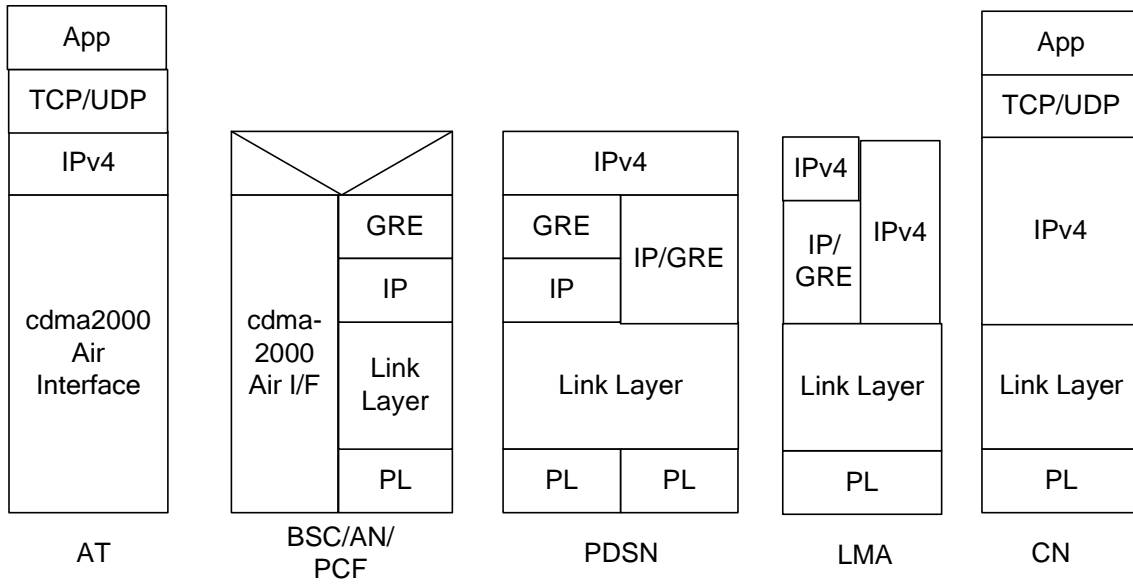 App
TCP/UDP
IPv4
cdma2000
Air
Interface
AT
cdma-
2000
Air I/F
GRE
IP
Link
Layer
PL
BSC/AN/
PCF
IPv4
GRE
IP
IP/GRE
Link Layer
PL
PL
PDSN
IPv4
IP/
GRE
IPv4
Link Layer
PL
LMA
App
TCP/UDP
IPv4
Link Layer
PL
CN